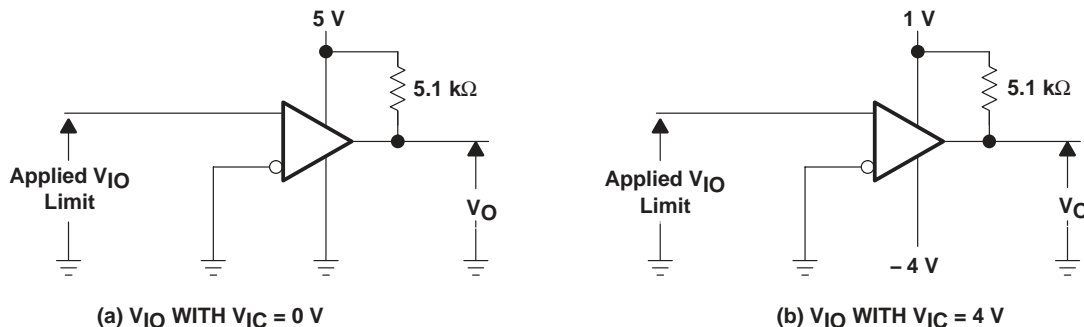 5 V
5.1 kΩ
Applied VIO
Limit
VO
(a) VIO WITH VIC = 0 V
1 V
5.1 kΩ
Applied VIO
Limit
VO
– 4 V
(b) VIO WITH VIC = 4 V